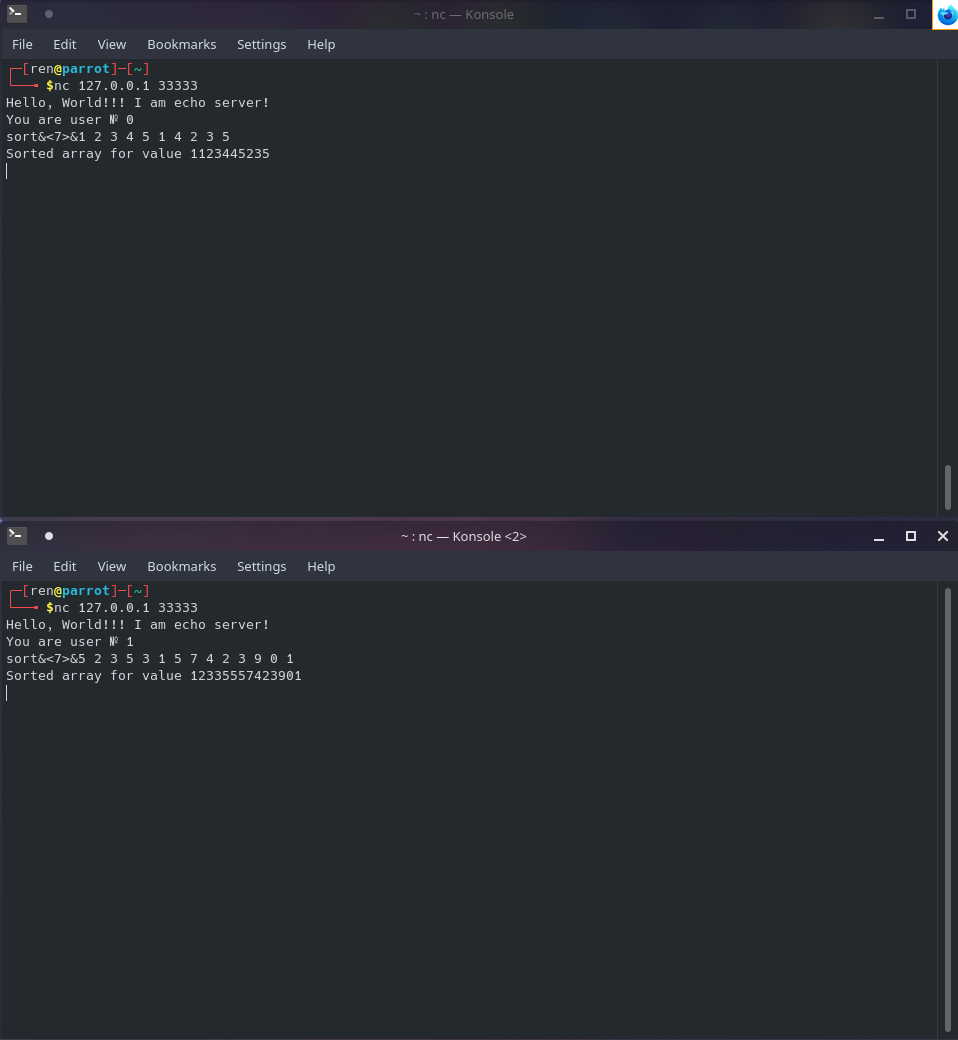 ~ : nc — Konsole
File Edit View Bookmarks Settings Help
┌─[ren@parrot]─[~]
└──╼ $nc 127.0.0.1 33333
Hello, World!!! I am echo server!
You are user № 0
sort&<7>&1 2 3 4 5 1 4 2 3 5
Sorted array for value 1123445235
~ : nc — Konsole <2>
File Edit View Bookmarks Settings Help
┌─[ren@parrot]─[~]
└──╼ $nc 127.0.0.1 33333
Hello, World!!! I am echo server!
You are user № 1
sort&<7>&5 2 3 5 3 1 5 7 4 2 3 9 0 1
Sorted array for value 12335557423901